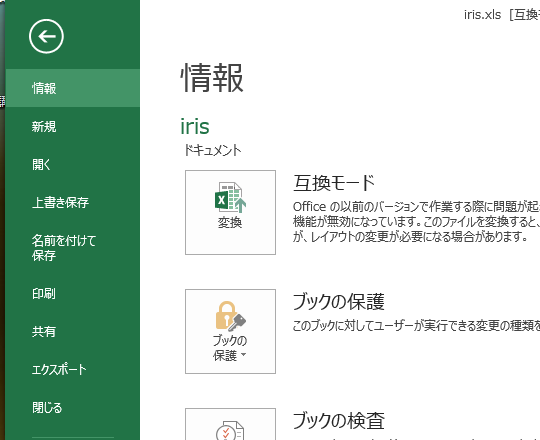 iris.xls [互換モ
情報
情報
新規
開く
上書き保存
名前を付けて
保存
印刷
共有
エクスポート
閉じる
iris
ドキュメント
変換
互換モード
Office の以前のバージョンで作業する際に問題が起
機能が無効になっています。このファイルを変換すると、
が、レイアウトの変更が必要になる場合があります。
ブックの
保護
ブックの保護
このブックに対してユーザーが実行できる変更の種類を
ブックの検査